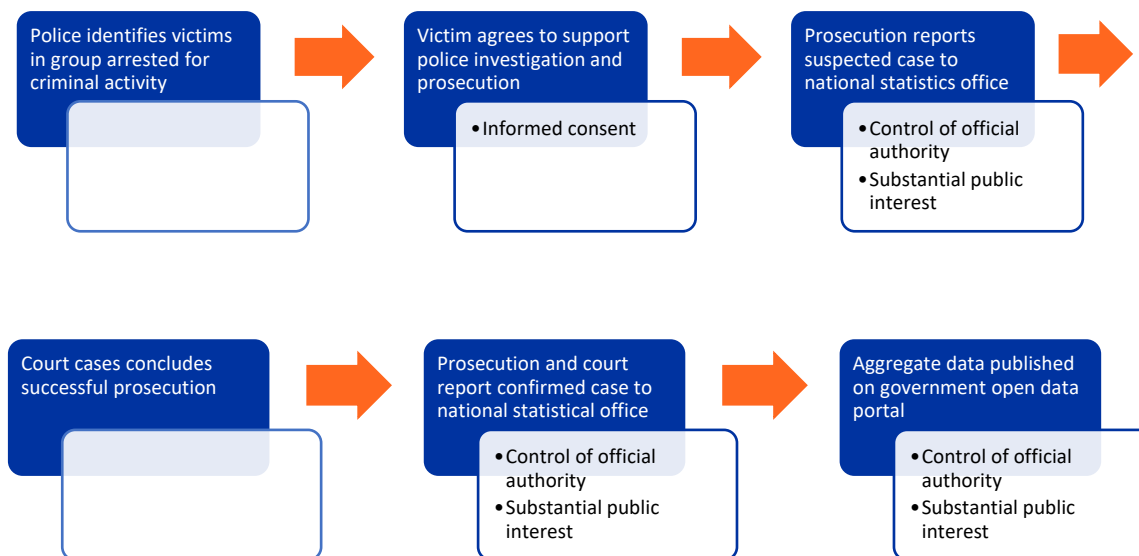 Police identifies victims
in group arrested for
criminal activity
Victim agrees to support
police investigation and
prosecution
•Informed consent
Prosecution reports
suspected case to
national statistics office
•Control of official
authority
•Substantial public
interest
Court cases concludes
successful prosecution
Prosecution and court
report confirmed case to
national statistical office
•Control of official
authority
•Substantial public
interest
Aggregate data published
on government open data
portal
•Control of official
authority
•Substantial public
interest